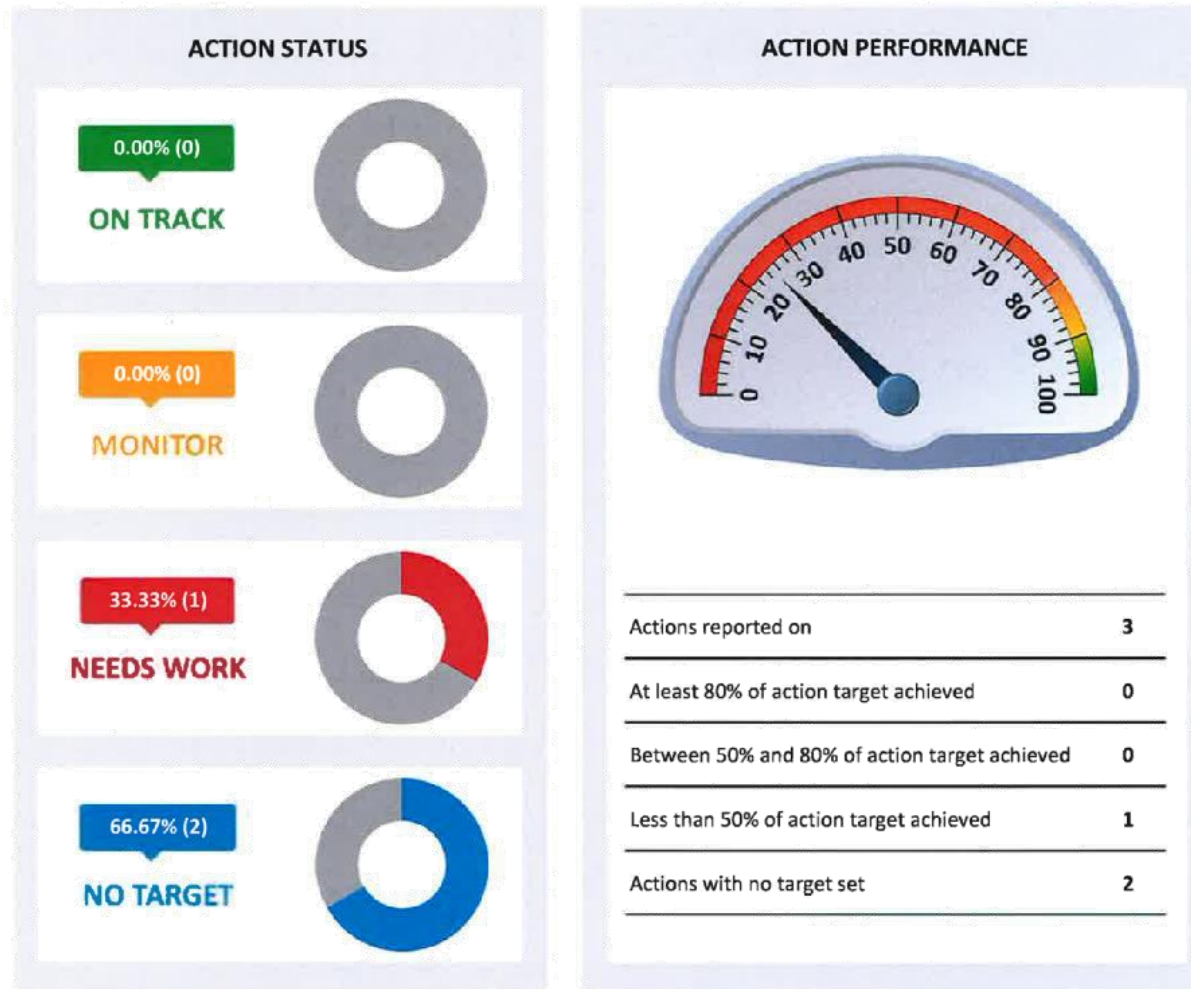 ACTION STATUS
0.00% (0)
ON TRACK
0.00% (0)
MONITOR
33.33% (1)
NEEDS WORK
66.67% (2)
NO TARGET
ACTION PERFORMANCE
0 10 20 30 40 50 60 70 80 90 100
Actions reported on 3
At least 80% of action target achieved 0
Between 50% and 80% of action target achieved 0
Less than 50% of action target achieved 1
Actions with no target set 2